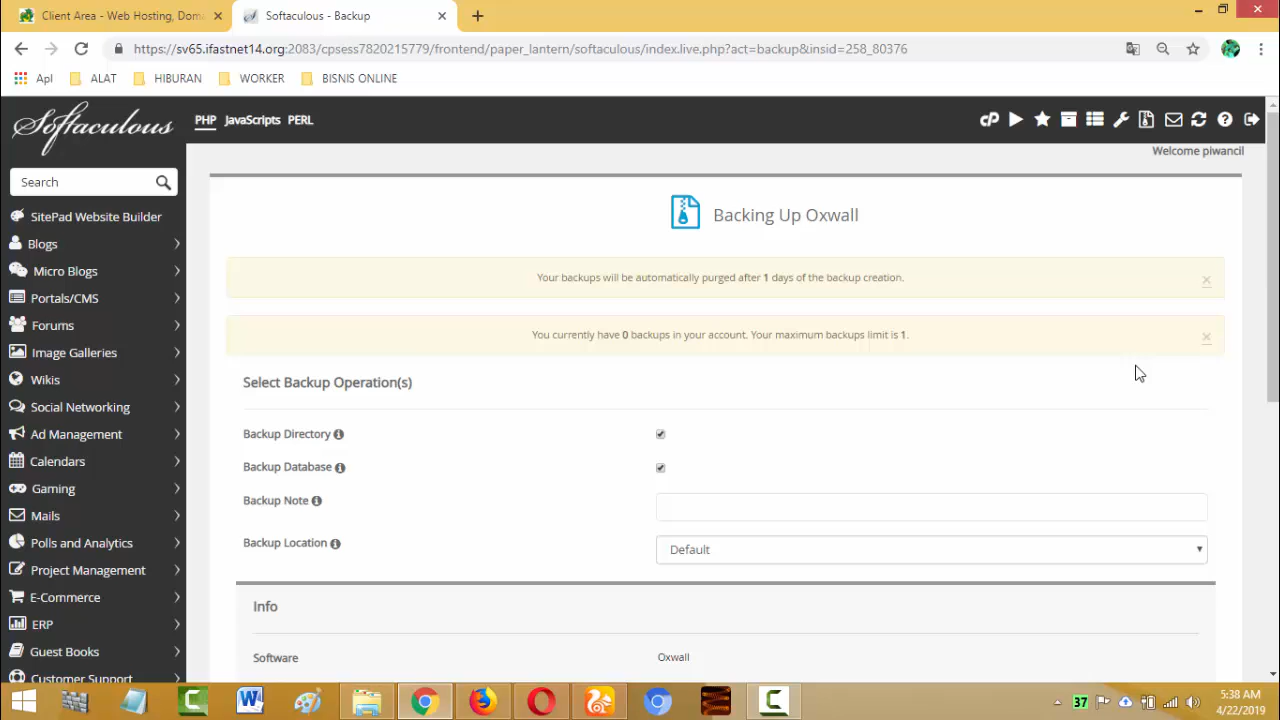 Client Area - Web Hosting, Dom
Softaculous - Backup
https://sv65.ifastnet14.org:2083/cpsess7820215779/frontend/paper_lantern/softaculous/index.live.php?act=backup&insid=258_80376
Apl
ALAT
HIBURAN
WORKER
BISNIS ONLINE
Softaculous
PHP JavaScripts PERL
cP
Welcome piwancil
Search
SitePad Website Builder
Blogs
Micro Blogs
Portals/CMS
Forums
Image Galleries
Wikis
Social Networking
Ad Management
Calendars
Gaming
Mails
Polls and Analytics
Project Management
E-Commerce
ERP
Guest Books
Customer Support
Backing Up Oxwall
Your backups will be automatically purged after 1 days of the backup creation.
You currently have 0 backups in your account. Your maximum backups limit is 1.
Select Backup Operation(s)
Backup Directory
Backup Database
Backup Note
Backup Location
Default
Info
Software
Oxwall
37
5:38 AM
4/22/2019